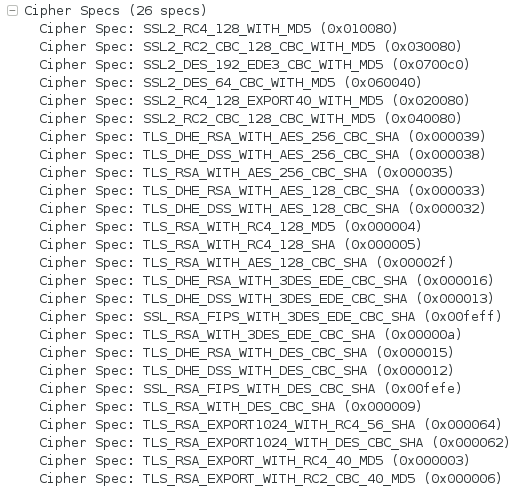 Cipher Specs (26 specs)
Cipher Spec: SSL2_RC4_128_WITH_MD5 (0x010080)
Cipher Spec: SSL2_RC2_CBC_128_CBC_WITH_MD5 (0x030080)
Cipher Spec: SSL2_DES_192_EDE3_CBC_WITH_MD5 (0x0700c0)
Cipher Spec: SSL2_DES_64_CBC_WITH_MD5 (0x060040)
Cipher Spec: SSL2_RC4_128_EXPORT40_WITH_MD5 (0x020080)
Cipher Spec: SSL2_RC2_CBC_128_CBC_WITH_MD5 (0x040080)
Cipher Spec: TLS_DHE_RSA_WITH_AES_256_CBC_SHA (0x000039)
Cipher Spec: TLS_DHE_DSS_WITH_AES_256_CBC_SHA (0x000038)
Cipher Spec: TLS_RSA_WITH_AES_256_CBC_SHA (0x000035)
Cipher Spec: TLS_DHE_RSA_WITH_AES_128_CBC_SHA (0x000033)
Cipher Spec: TLS_DHE_DSS_WITH_AES_128_CBC_SHA (0x000032)
Cipher Spec: TLS_RSA_WITH_RC4_128_MD5 (0x000004)
Cipher Spec: TLS_RSA_WITH_RC4_128_SHA (0x000005)
Cipher Spec: TLS_RSA_WITH_AES_128_CBC_SHA (0x00002f)
Cipher Spec: TLS_DHE_RSA_WITH_3DES_EDE_CBC_SHA (0x000016)
Cipher Spec: TLS_DHE_DSS_WITH_3DES_EDE_CBC_SHA (0x000013)
Cipher Spec: SSL_RSA_FIPS_WITH_3DES_EDE_CBC_SHA (0x00feff)
Cipher Spec: TLS_RSA_WITH_3DES_EDE_CBC_SHA (0x00000a)
Cipher Spec: TLS_DHE_RSA_WITH_DES_CBC_SHA (0x000015)
Cipher Spec: TLS_DHE_DSS_WITH_DES_CBC_SHA (0x000012)
Cipher Spec: SSL_RSA_FIPS_WITH_DES_CBC_SHA (0x00fefe)
Cipher Spec: TLS_RSA_WITH_DES_CBC_SHA (0x000009)
Cipher Spec: TLS_RSA_EXPORT1024_WITH_RC4_56_SHA (0x000064)
Cipher Spec: TLS_RSA_EXPORT1024_WITH_DES_CBC_SHA (0x000062)
Cipher Spec: TLS_RSA_EXPORT_WITH_RC4_40_MD5 (0x000003)
Cipher Spec: TLS_RSA_EXPORT_WITH_RC2_CBC_40_MD5 (0x000006)